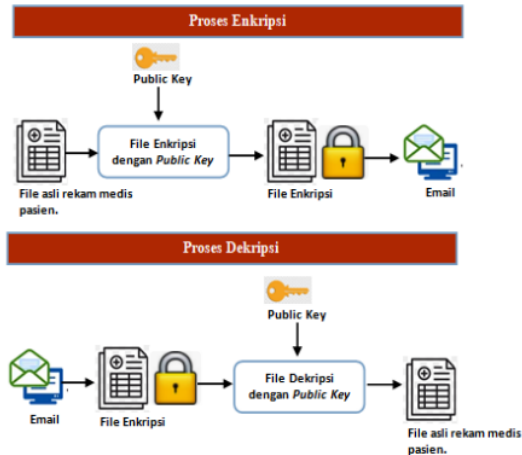 Proses Enkripsi
Public Key
File Enkripsi
dengan Public Key
File asli rekam medis
pasien.
File Enkripsi
Email
Proses Dekripsi
Public Key
File Dekripsi
dengan Public Key
Email
File Enkripsi
File asli rekam medis
pasien.